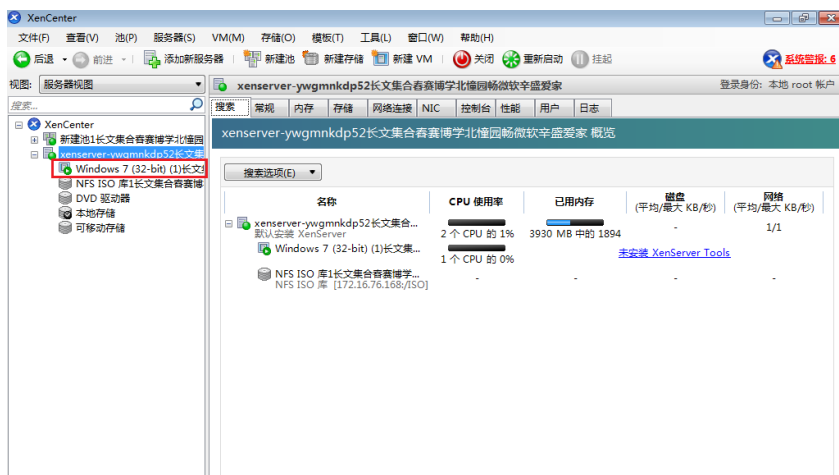 XenCenter
文件(F) 查看(V) 池(P) 服务器(S) VM(M) 存储(O) 模板(T) 工具(L) 窗口(W) 帮助(H)
后退 前进 添加新服务器 新建池 新建存储 新建 VM 关闭 重新启动 挂起 系统警报: 6
视图: 服务器视图
xenserver-ywgmnkdp52长文集合春赛博学北憧园畅微软辛盛爱家 登录身份: 本地 root 帐户
搜索...
搜索 常规 内存 存储 网络连接 NIC 控制台 性能 用户 日志
XenCenter
新建池1长文集合春赛博学北憧园
xenserver-ywgmnkdp52长文集
Windows 7 (32-bit) (1)长文
NFS ISO 库1长文集合春赛博
DVD 驱动器
本地存储
可移动存储
xenserver-ywgmnkdp52长文集合春赛博学北憧园畅微软辛盛爱家 概览
搜索选项(E)
名称 CPU 使用率 已用内存 磁盘 网络
(平均/最大 KB/秒) (平均/最大 KB/秒)
xenserver-ywgmnkdp52长文集合...
默认安装 XenServer 2 个 CPU 的 1% 3930 MB 中的 1894 - 1/1
Windows 7 (32-bit) (1)长文集...
1 个 CPU 的 0% 未安装 XenServer Tools
NFS ISO 库1长文集合春赛博学...
NFS ISO 库 [172.16.76.168:/ISO] - - - -